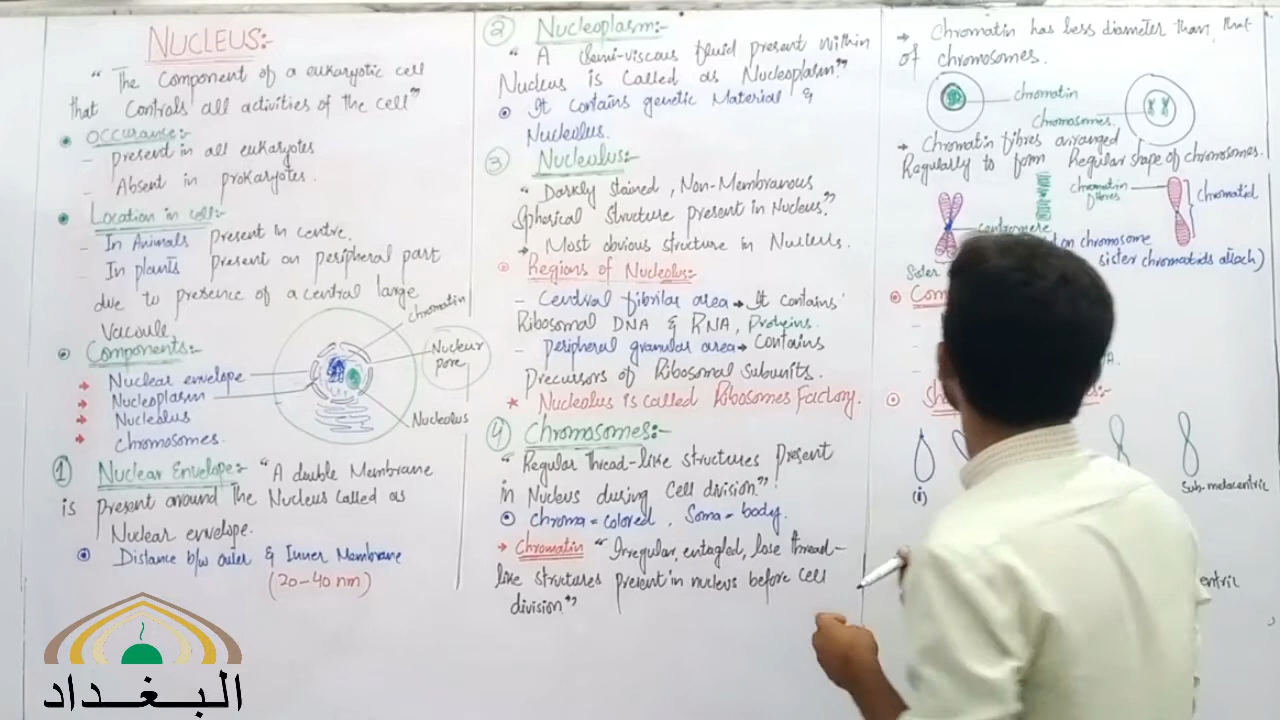 NUCLEUS:-
"The Component of a eukaryotic cell
that Controls all activities of the cell"
Occurance:-
- present in all eukaryotes
- Absent in prokaryotes.
Location in cell:-
- In Animals present in centre.
- In plants present on peripheral part
due to presence of a central large
Vacoule.
Components:-
Nuclear envelope
Nucleoplasm
Nucleolus
Chromosomes.
chromatin
Nuclear
pore
Nucleolus
① Nuclear Envelope:- "A double Membrane
is present around the Nucleus Called as
Nuclear envelope.
Distance b/w outer & Inner Membrane
(20-40 nm)
البغداد
② Nucleoplasm:-
"A Semi-viscous fluid present within
Nucleus is Called as Nucleoplasm."
It contains genetic Material &
Nucleolus.
③ Nucleolus:-
"Darkly stained, Non-Membranous
Spherical Structure present in Nucleus."
→ Most obvious structure in Nucleus.
Regions of Nucleolus:-
- Central fibrilar area → It contains
Ribosomal DNA & RNA, Proteins.
- Peripheral granular area → Contains
Precursors of Ribosomal Subunits.
* Nucleolus is called Ribosomes Factory.
④ Chromosomes:-
"Regular Thread-like structures Present
in Nucleus during Cell division."
Chroma = colored, Soma = body.
→ Chromatin "Irregular, entagled, lose thread-
like structures present in nucleus before cell
division."
→ Chromatin has less diameter than that
of chromosomes.
chromatin
Chromosomes.
→ Chromatin fibres arranged
Regularly to form Regular shape of chromosomes.
chromatin
fibres
chromatid
centromere
on chromosome
sister chromatids attach)
Sister
(i)
Sub-metacentric